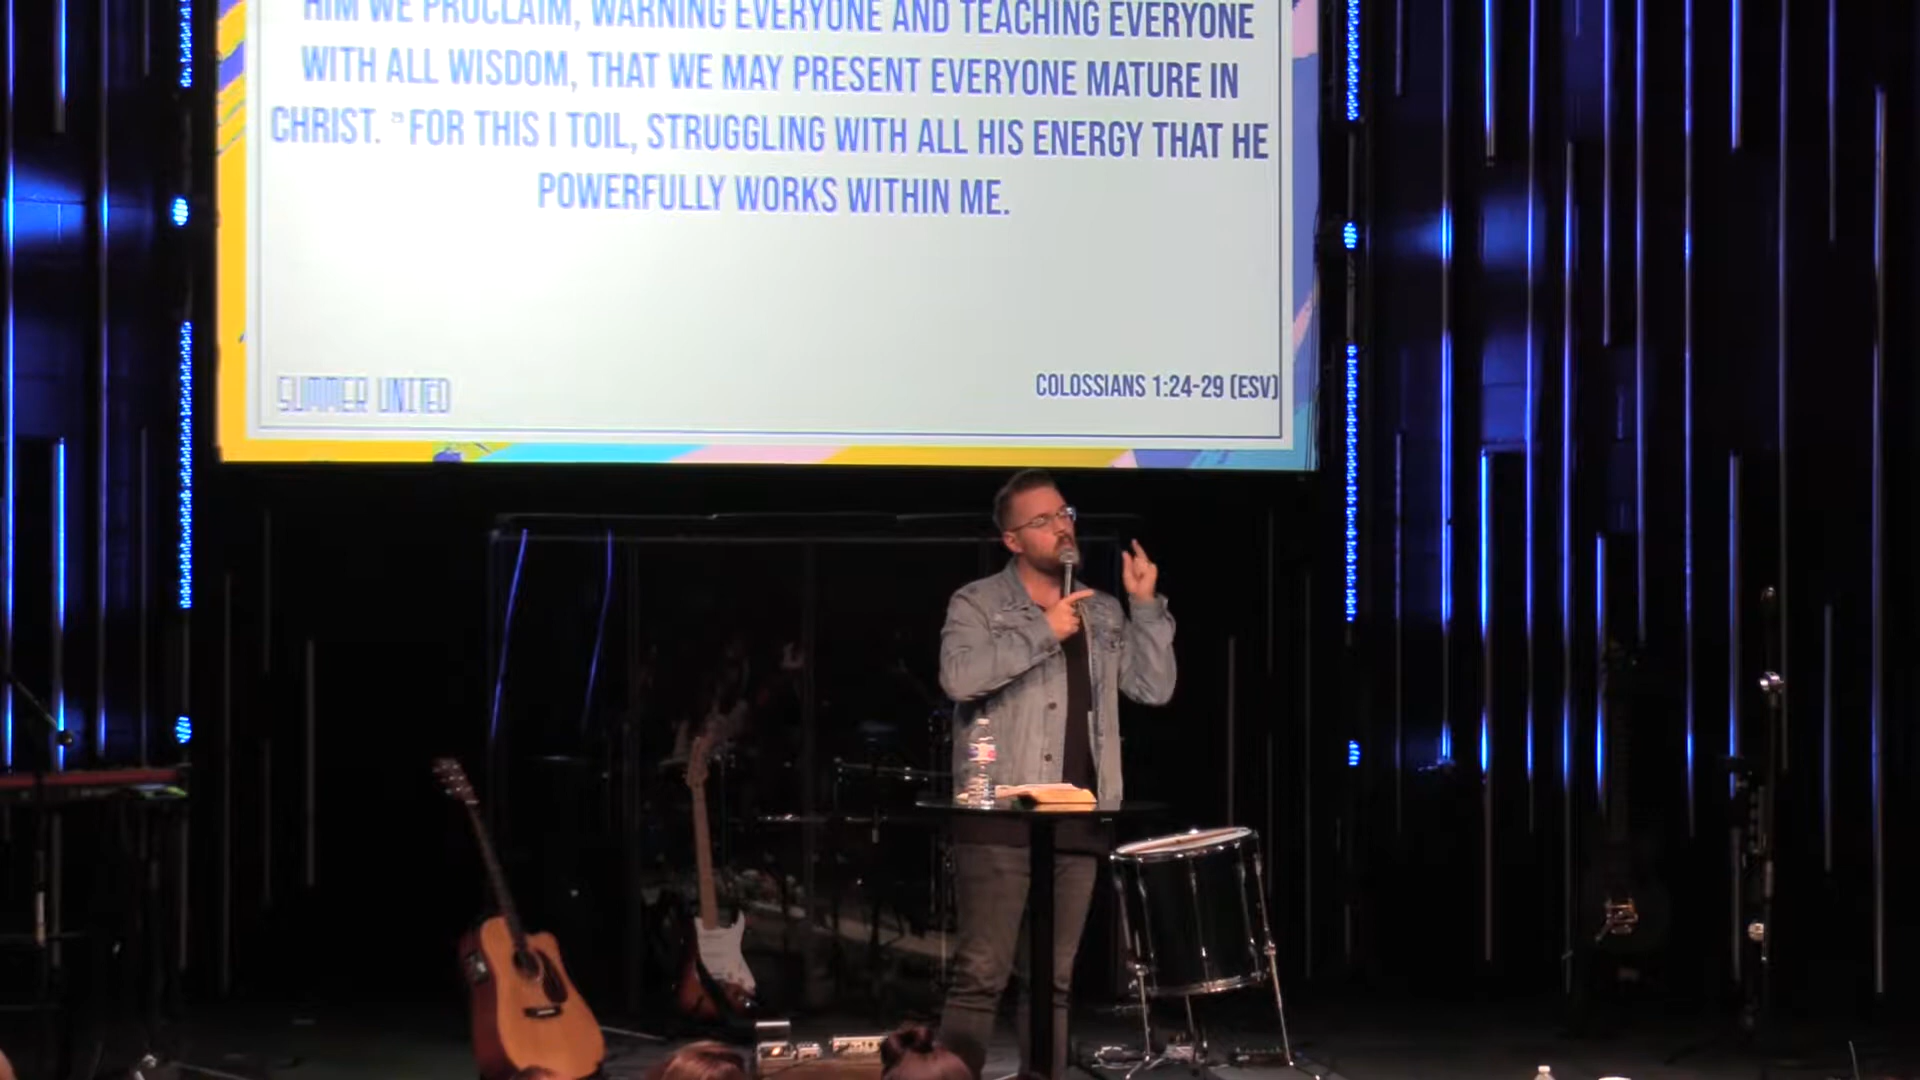 HIM WE PROCLAIM, WARNING EVERYONE AND TEACHING EVERYONE
WITH ALL WISDOM, THAT WE MAY PRESENT EVERYONE MATURE IN
CHRIST. 29 FOR THIS I TOIL, STRUGGLING WITH ALL HIS ENERGY THAT HE
POWERFULLY WORKS WITHIN ME.
SUMMER UNITED
COLOSSIANS 1:24-29 (ESV)